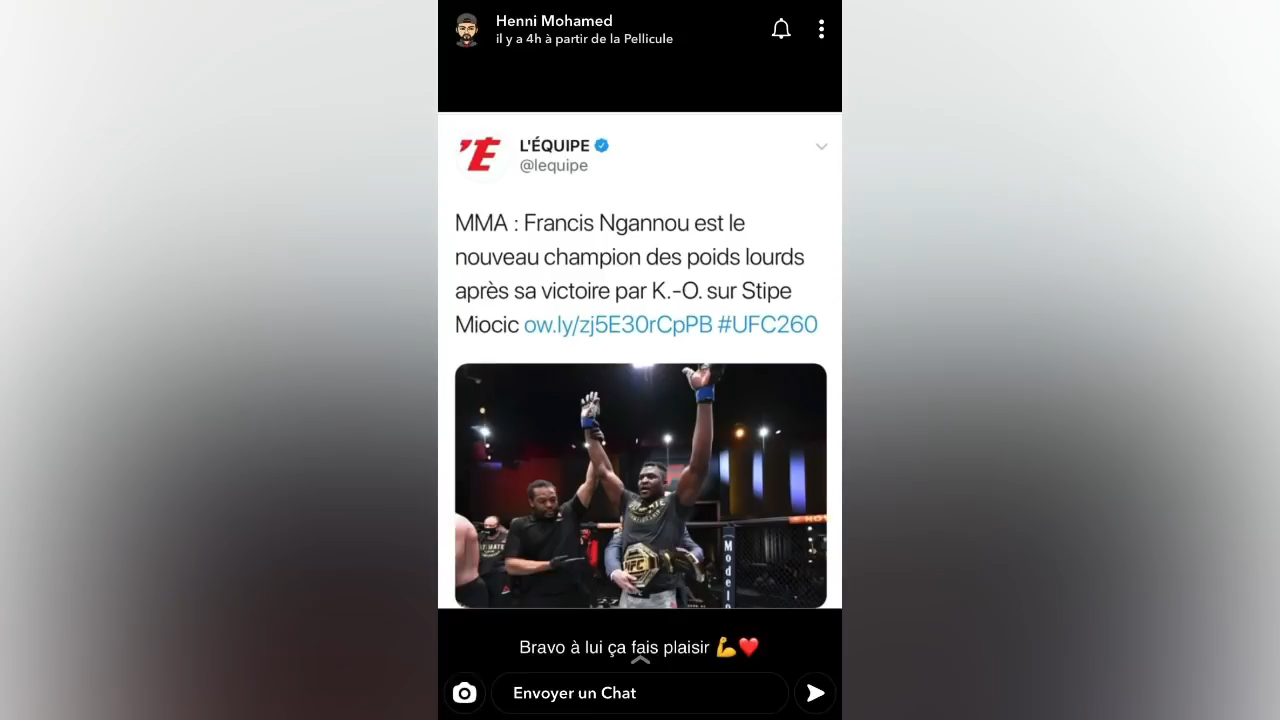 Henni Mohamed
il y a 4h à partir de la Pellicule
'É
L'ÉQUIPE
@lequipe
MMA : Francis Ngannou est le
nouveau champion des poids lourds
après sa victoire par K.-O. sur Stipe
Miocic ow.ly/zj5E30rCpPB #UFC260
UFC
Modelo
Bravo à lui ça fais plaisir 💪❤️
Envoyer un Chat